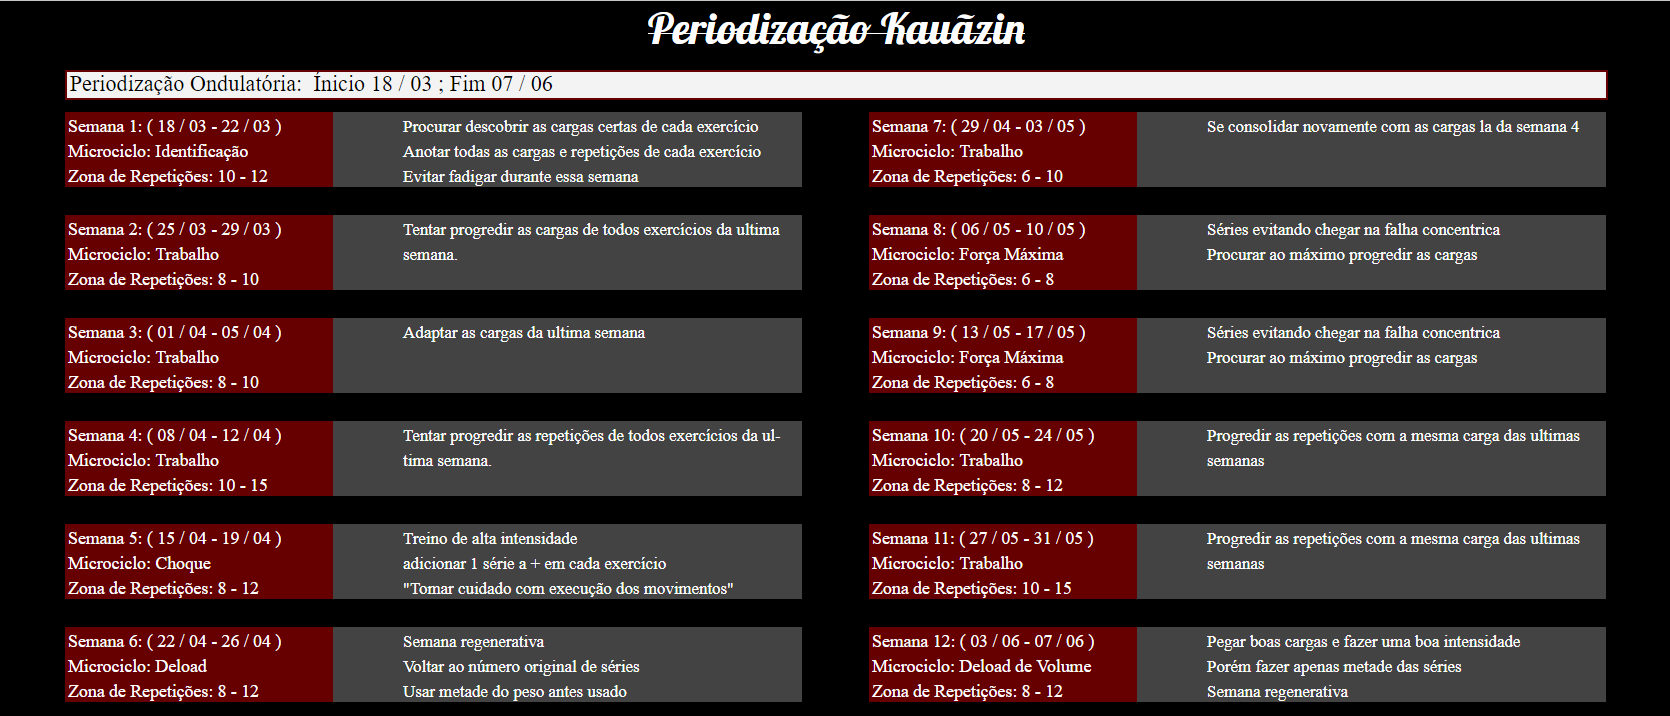 Periodização Kauãzin
Periodização Ondulatória:  Ínicio 18 / 03 ; Fim 07 / 06
Semana 1: ( 18 / 03 - 22 / 03 )
Microciclo: Identificação
Zona de Repetições: 10 - 12
Procurar descobrir as cargas certas de cada exercício
Anotar todas as cargas e repetições de cada exercício
Evitar fadigar durante essa semana
Semana 2: ( 25 / 03 - 29 / 03 )
Microciclo: Trabalho
Zona de Repetições: 8 - 10
Tentar progredir as cargas de todos exercícios da ultima
semana.
Semana 3: ( 01 / 04 - 05 / 04 )
Microciclo: Trabalho
Zona de Repetições: 8 - 10
Adaptar as cargas da ultima semana
Semana 4: ( 08 / 04 - 12 / 04 )
Microciclo: Trabalho
Zona de Repetições: 10 - 15
Tentar progredir as repetições de todos exercícios da ul-
tima semana.
Semana 5: ( 15 / 04 - 19 / 04 )
Microciclo: Choque
Zona de Repetições: 8 - 12
Treino de alta intensidade
adicionar 1 série a + em cada exercício
"Tomar cuidado com execução dos movimentos"
Semana 6: ( 22 / 04 - 26 / 04 )
Microciclo: Deload
Zona de Repetições: 8 - 12
Semana regenerativa
Voltar ao número original de séries
Usar metade do peso antes usado
Semana 7: ( 29 / 04 - 03 / 05 )
Microciclo: Trabalho
Zona de Repetições: 6 - 10
Se consolidar novamente com as cargas la da semana 4
Semana 8: ( 06 / 05 - 10 / 05 )
Microciclo: Força Máxima
Zona de Repetições: 6 - 8
Séries evitando chegar na falha concentrica
Procurar ao máximo progredir as cargas
Semana 9: ( 13 / 05 - 17 / 05 )
Microciclo: Força Máxima
Zona de Repetições: 6 - 8
Séries evitando chegar na falha concentrica
Procurar ao máximo progredir as cargas
Semana 10: ( 20 / 05 - 24 / 05 )
Microciclo: Trabalho
Zona de Repetições: 8 - 12
Progredir as repetições com a mesma carga das ultimas
semanas
Semana 11: ( 27 / 05 - 31 / 05 )
Microciclo: Trabalho
Zona de Repetições: 10 - 15
Progredir as repetições com a mesma carga das ultimas
semanas
Semana 12: ( 03 / 06 - 07 / 06 )
Microciclo: Deload de Volume
Zona de Repetições: 8 - 12
Pegar boas cargas e fazer uma boa intensidade
Porém fazer apenas metade das séries
Semana regenerativa